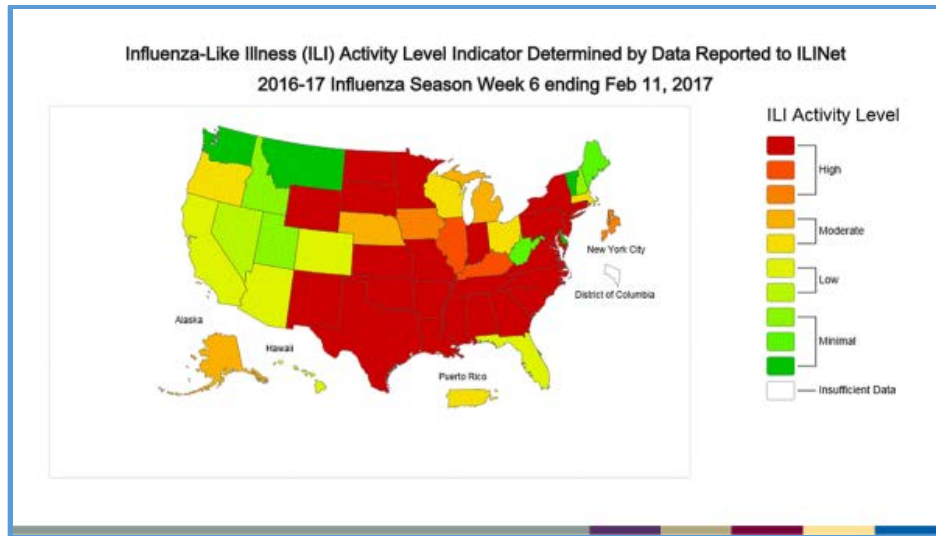 Influenza-Like Illness (ILI) Activity Level Indicator Determined by Data Reported to ILINet
2016-17 Influenza Season Week 6 ending Feb 11, 2017
ILI Activity Level
High
Moderate
Low
Minimal
Insufficient Data
New York City
District of Columbia
Alaska
Hawaii
Puerto Rico